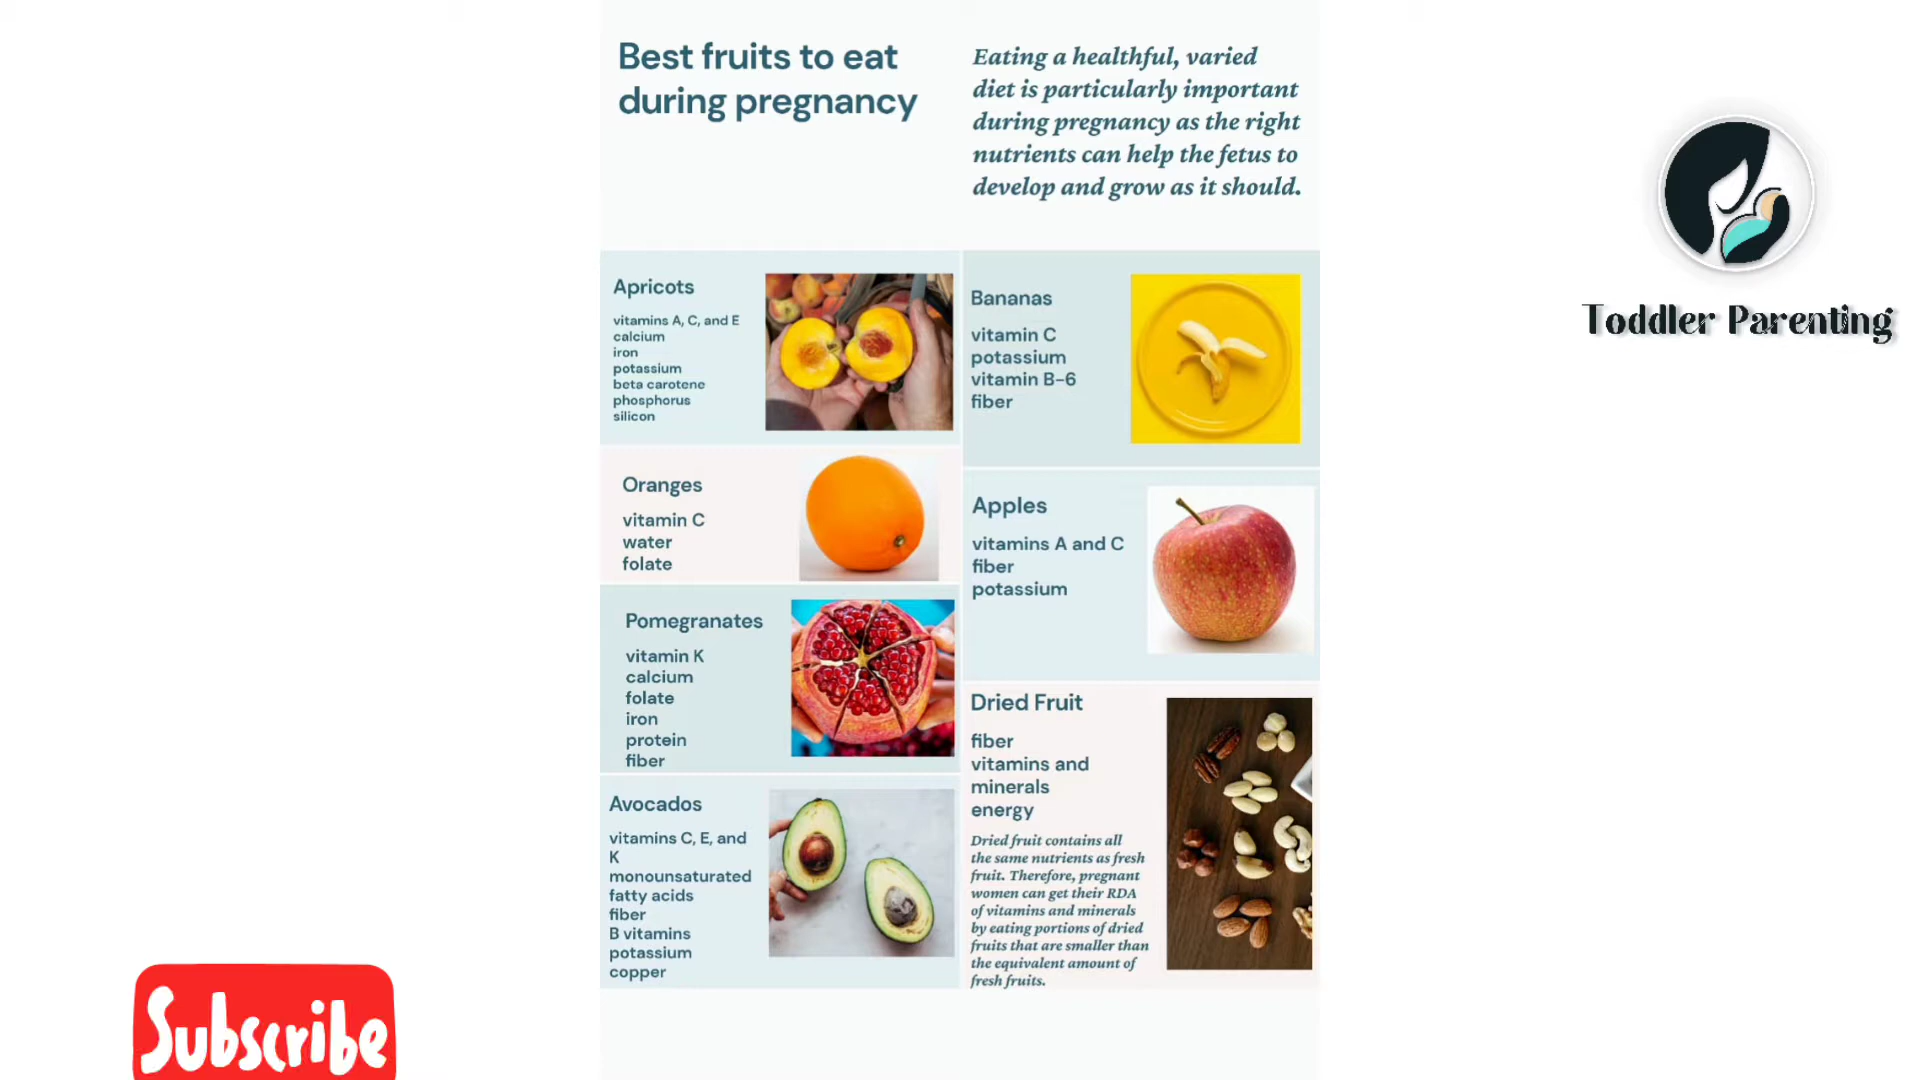 Best fruits to eat
during pregnancy
Eating a healthful, varied
diet is particularly important
during pregnancy as the right
nutrients can help the fetus to
develop and grow as it should.
Toddler Parenting
Apricots
vitamins A, C, and E
calcium
iron
potassium
beta carotene
phosphorus
silicon
Bananas
vitamin C
potassium
vitamin B-6
fiber
Oranges
vitamin C
water
folate
Apples
vitamins A and C
fiber
potassium
Pomegranates
vitamin K
calcium
folate
iron
protein
fiber
Dried Fruit
fiber
vitamins and
minerals
energy
Dried fruit contains all
the same nutrients as fresh
fruit. Therefore, pregnant
women can get their RDA
of vitamins and minerals
by eating portions of dried
fruits that are smaller than
the equivalent amount of
fresh fruits.
Avocados
vitamins C, E, and
K
monounsaturated
fatty acids
fiber
B vitamins
potassium
copper
Subscribe